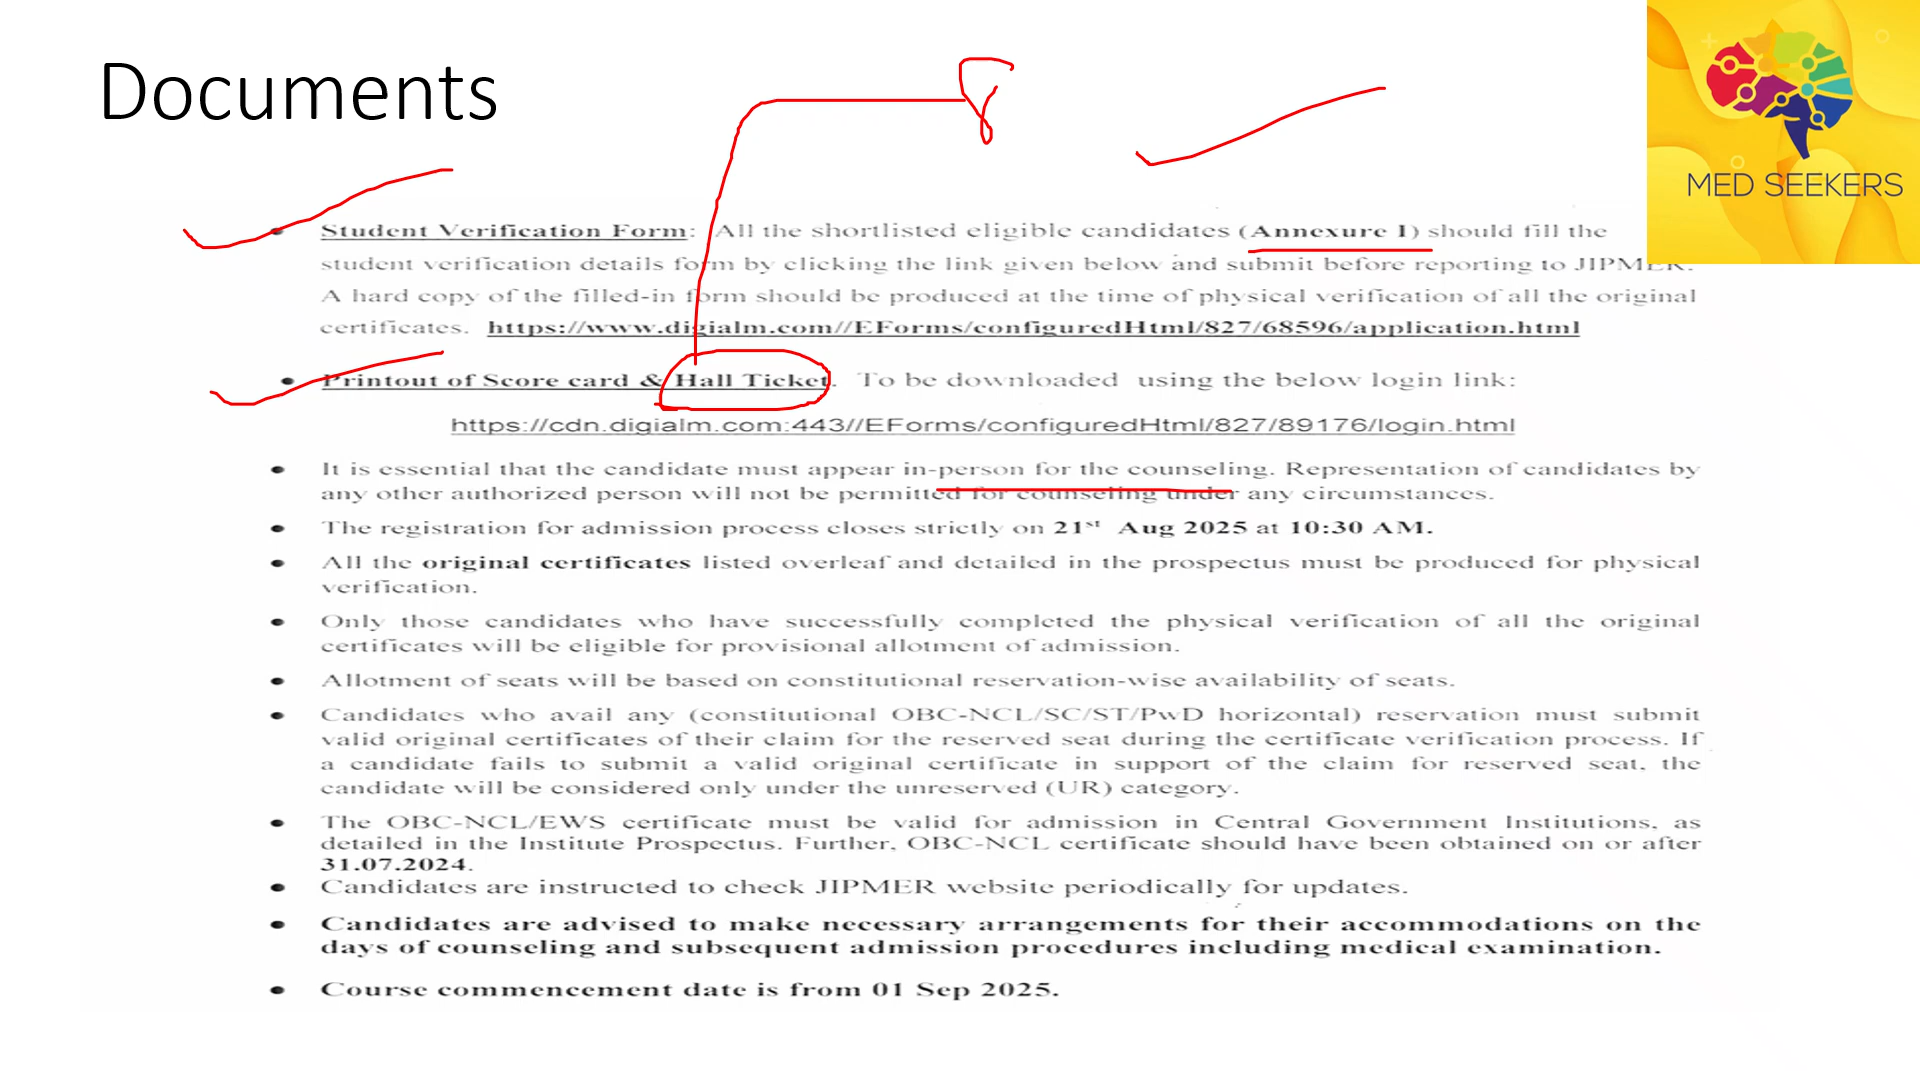 Documents
MED SEEKERS
• Student Verification Form: All the shortlisted eligible candidates (Annexure 1) should fill the
student verification details form by clicking the link given below and submit before reporting to JIPMER.
A hard copy of the filled-in form should be produced at the time of physical verification of all the original
certificates. https://www.digialm.com//EForms/configuredHtml/827/68596/application.html
• Printout of Score card & Hall Ticket. To be downloaded using the below login link:
https://cdn.digialm.com:443//EForms/configuredHtml/827/89176/login.html
• It is essential that the candidate must appear in-person for the counseling. Representation of candidates by
any other authorized person will not be permitted for counseling under any circumstances.
• The registration for admission process closes strictly on 21st Aug 2025 at 10:30 AM.
• All the original certificates listed overleaf and detailed in the prospectus must be produced for physical
verification.
• Only those candidates who have successfully completed the physical verification of all the original
certificates will be eligible for provisional allotment of admission.
• Allotment of seats will be based on constitutional reservation-wise availability of seats.
• Candidates who avail any (constitutional OBC-NCL/SC/ST/PwD horizontal) reservation must submit
valid original certificates of their claim for the reserved seat during the certificate verification process. If
a candidate fails to submit a valid original certificate in support of the claim for reserved seat, the
candidate will be considered only under the unreserved (UR) category.
• The OBC-NCL/EWS certificate must be valid for admission in Central Government Institutions, as
detailed in the Institute Prospectus. Further, OBC-NCL certificate should have been obtained on or after
31.07.2024.
• Candidates are instructed to check JIPMER website periodically for updates.
• Candidates are advised to make necessary arrangements for their accommodations on the
days of counseling and subsequent admission procedures including medical examination.
• Course commencement date is from 01 Sep 2025.